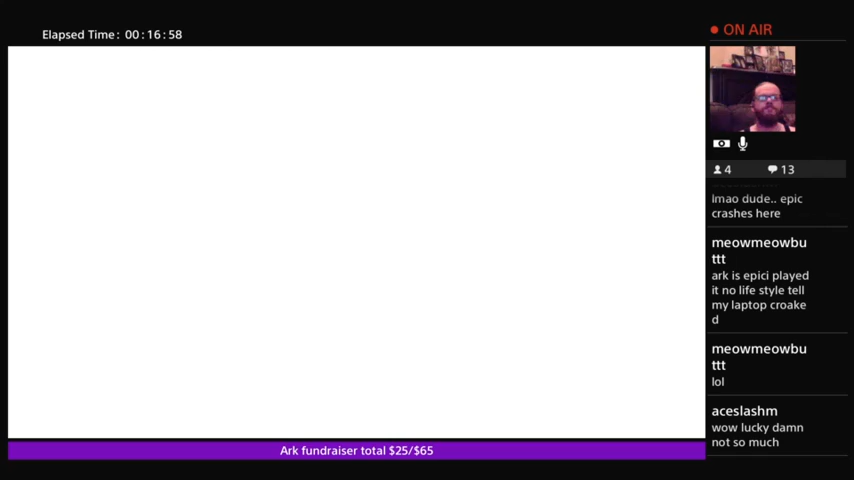 Elapsed Time: 00:16:58
ON AIR
4 13
lmao dude.. epic
crashes here
meowmeowbu
ttt
ark is epici played
it no life style tell
my laptop croake
d
meowmeowbu
ttt
lol
aceslashm
wow lucky damn
not so much
Ark fundraiser total $25/$65